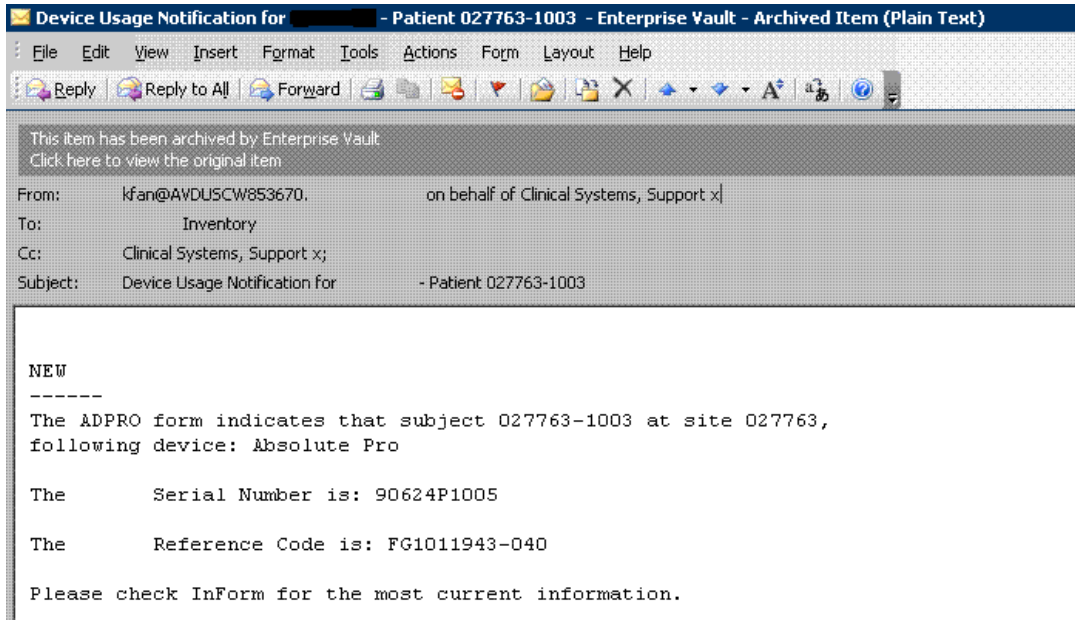 Device Usage Notification for - Patient 027763-1003 - Enterprise Vault - Archived Item (Plain Text)
File Edit View Insert Format Tools Actions Form Layout Help
Reply Reply to All Forward
This item has been archived by Enterprise Vault
Click here to view the original item
From: kfan@AVDUSCW853670. on behalf of Clinical Systems, Support x
To: Inventory
Cc: Clinical Systems, Support x;
Subject: Device Usage Notification for - Patient 027763-1003
NEW
------
The ADPRO form indicates that subject 027763-1003 at site 027763,
following device: Absolute Pro
The Serial Number is: 90624P1005
The Reference Code is: FG1011943-040
Please check InForm for the most current information.